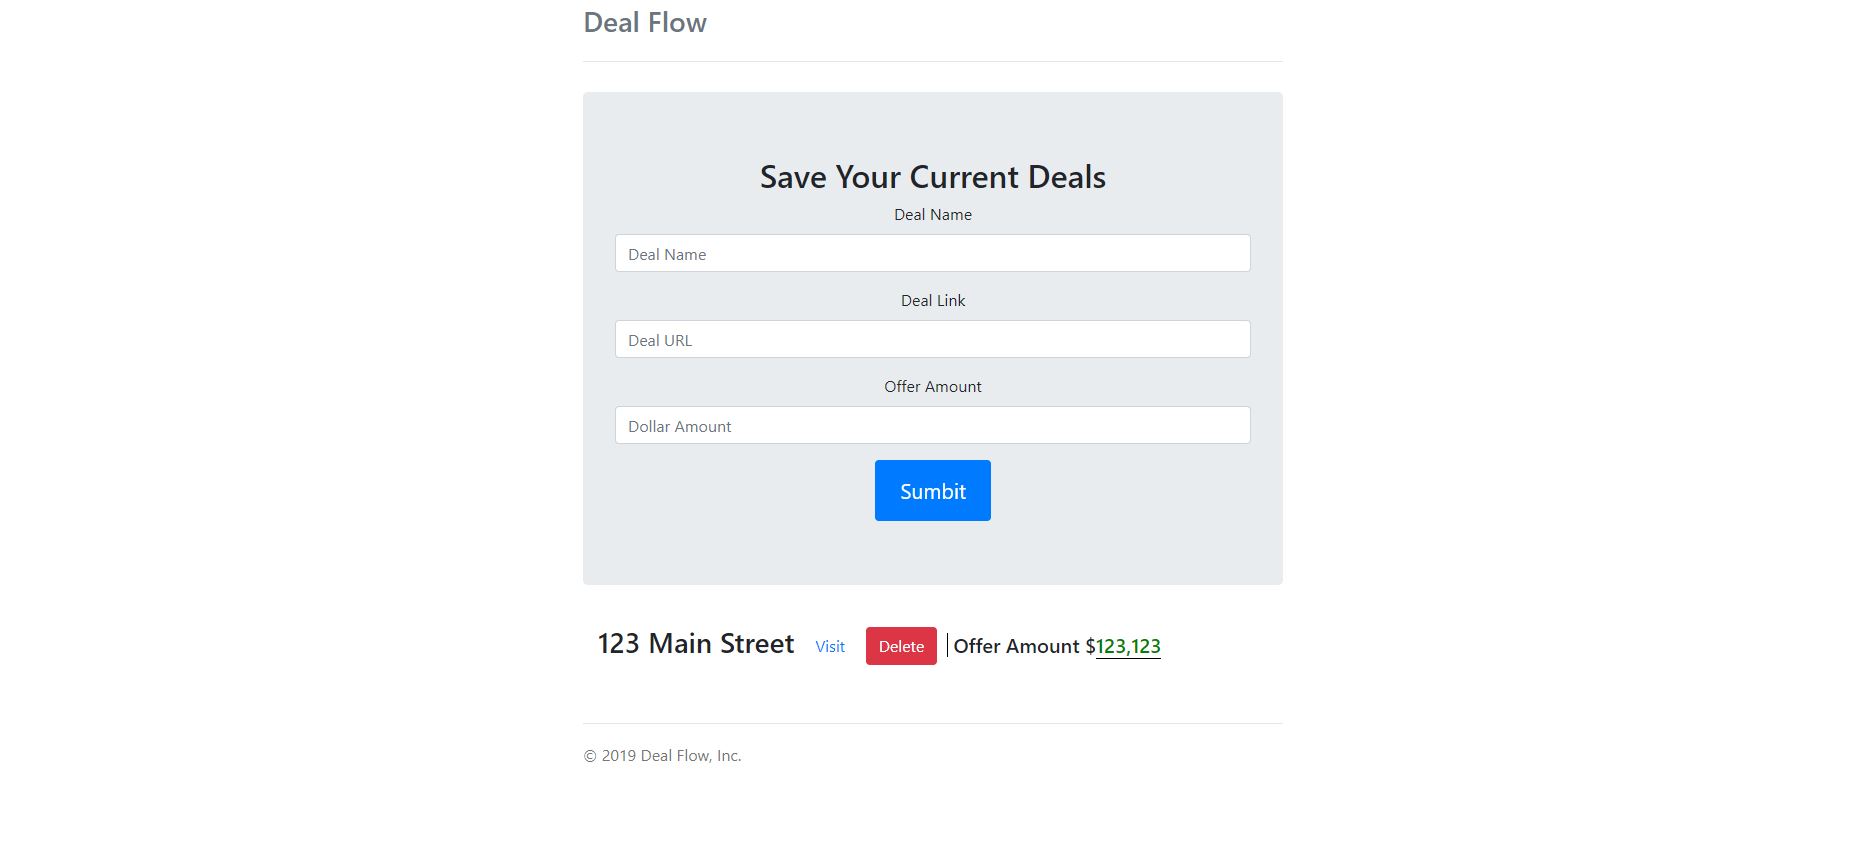 Deal Flow
Save Your Current Deals
Deal Name
Deal Name
Deal Link
Deal URL
Offer Amount
Dollar Amount
Sumbit
123 Main Street Visit Delete Offer Amount $123,123
© 2019 Deal Flow, Inc.